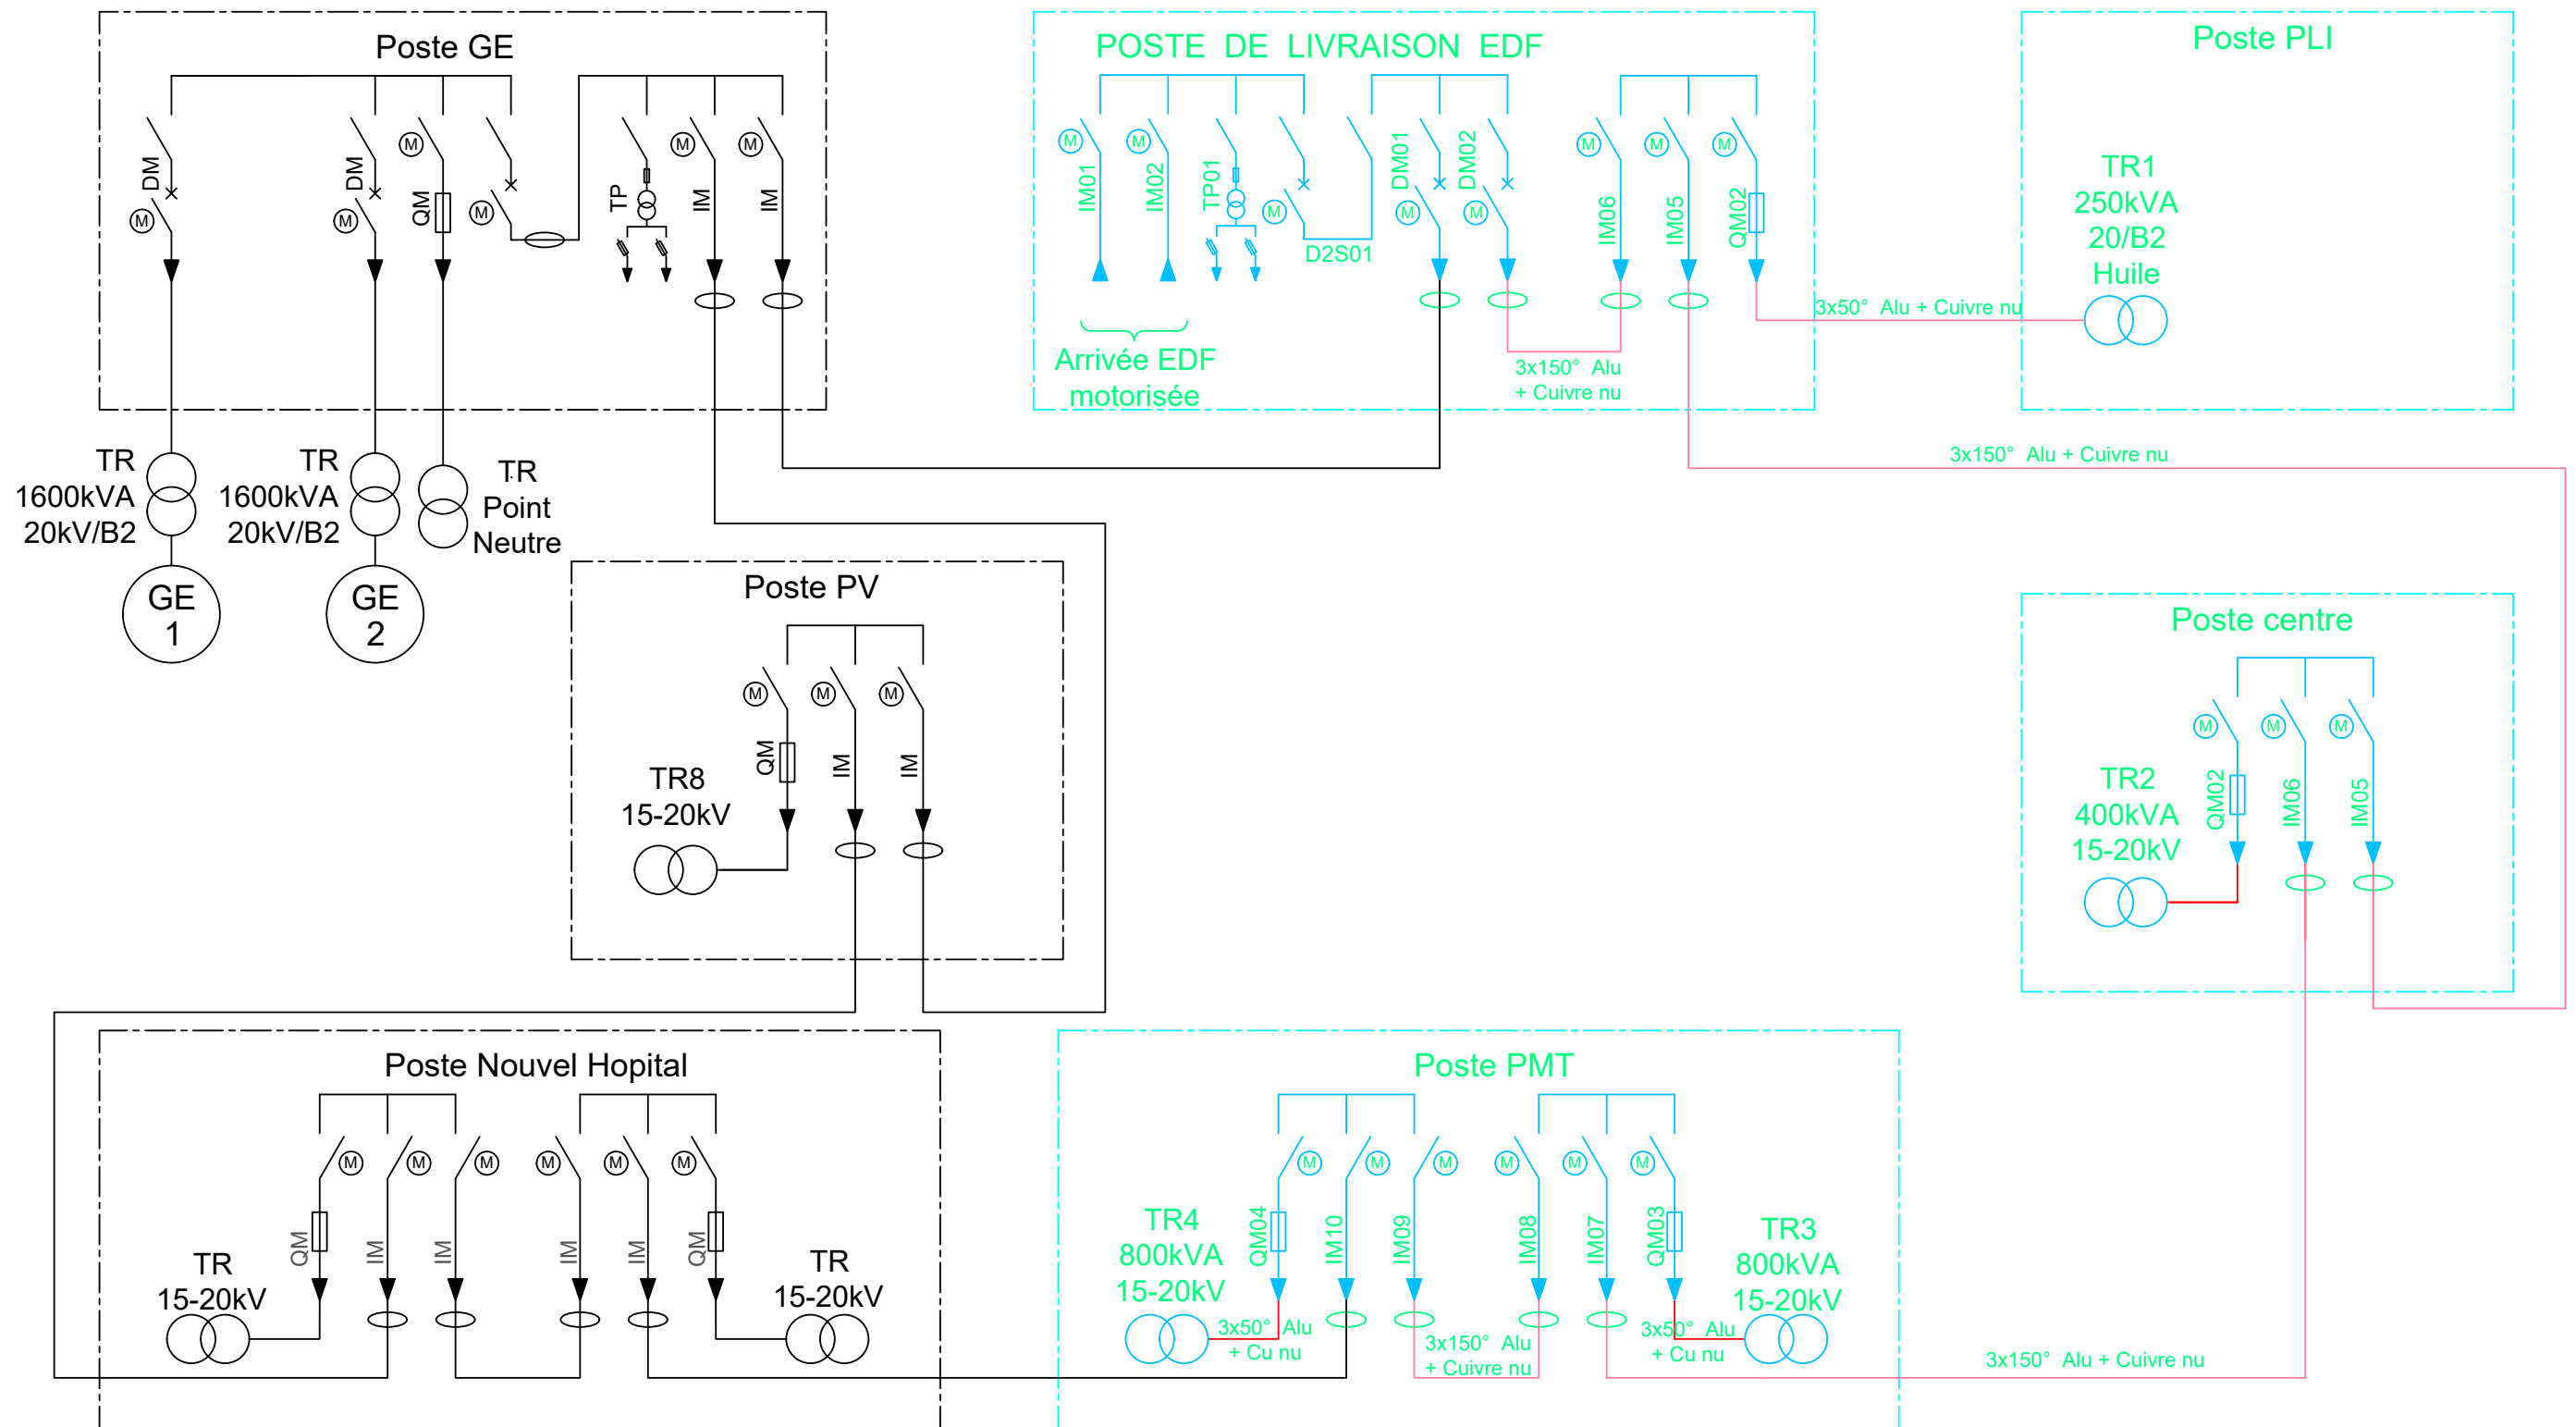 Poste GE
DM
M
DM
M
M
QM
M
TP
M
IM
M
IM
TR
1600kVA
20kV/B2
TR
1600kVA
20kV/B2
TR
Point
Neutre
GE
1
GE
2
POSTE DE LIVRAISON EDF
M
IM01
M
IM02
TP01
M
D2S01
DM01
M
DM02
M
M
IM06
M
IM05
M
QM02
Arrivée EDF
motorisée
3x150° Alu
+ Cuivre nu
3x50° Alu + Cuivre nu
Poste PLI
TR1
250kVA
20/B2
Huile
3x150° Alu + Cuivre nu
Poste PV
M
M
M
QM
IM
IM
TR8
15-20kV
Poste centre
M
M
M
QM02
IM06
IM05
TR2
400kVA
15-20kV
Poste Nouvel Hopital
M
M
M
M
M
M
QM
IM
IM
IM
IM
QM
TR
15-20kV
TR
15-20kV
Poste PMT
M
M
M
M
M
M
QM04
IM10
IM09
IM08
IM07
QM03
TR4
800kVA
15-20kV
TR3
800kVA
15-20kV
3x50° Alu
+ Cu nu
3x150° Alu
+ Cuivre nu
3x50° Alu
+ Cu nu
3x150° Alu + Cuivre nu